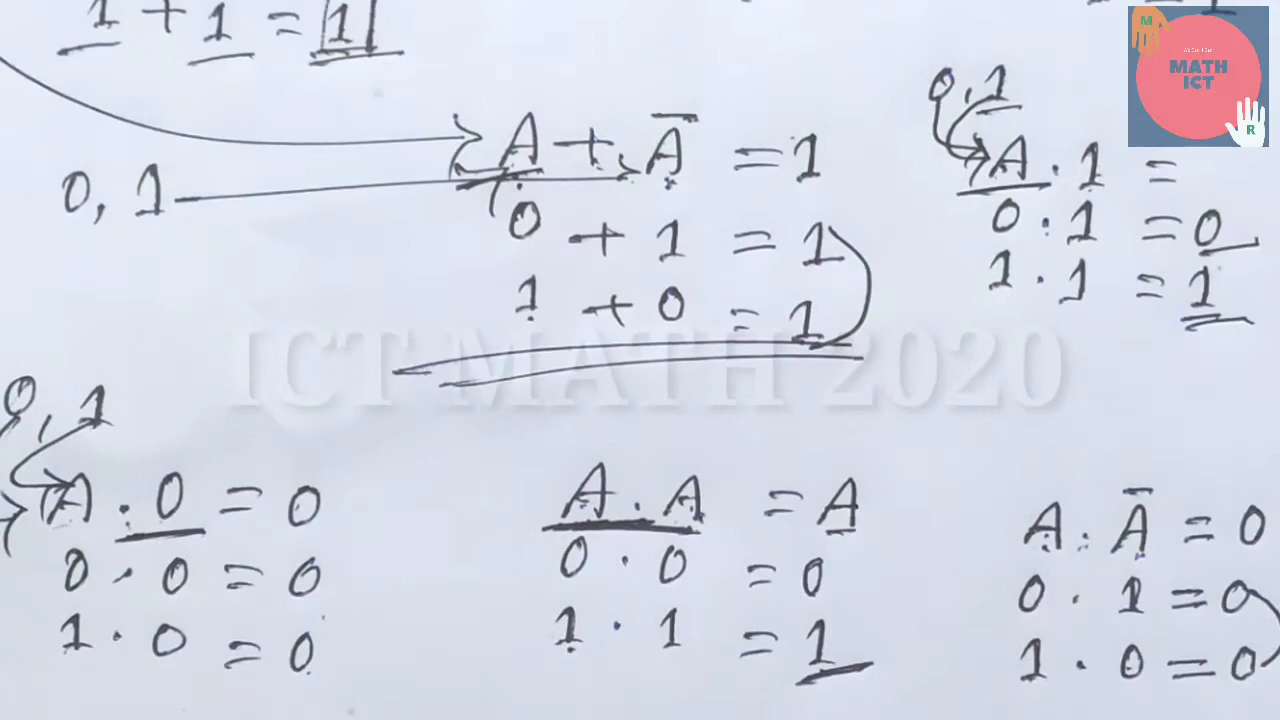 1 + 1 = 1
MATH
ICT
M
R
0, 1
A + A̅ = 1
0 + 1 = 1
1 + 0 = 1
0, 1
A . 1 =
0 . 1 = 0
1 . 1 = 1
ICT MATH 2020
0, 1
A . 0 = 0
0 . 0 = 0
1 . 0 = 0
A . A = A
0 . 0 = 0
1 . 1 = 1
A . A̅ = 0
0 . 1 = 0
1 . 0 = 0